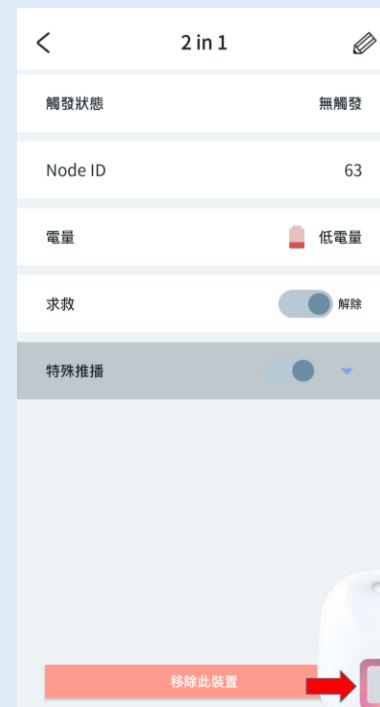 2 in 1
觸發狀態 無觸發
Node ID 63
電量 低電量
求救 解除
特殊推播
移除此裝置